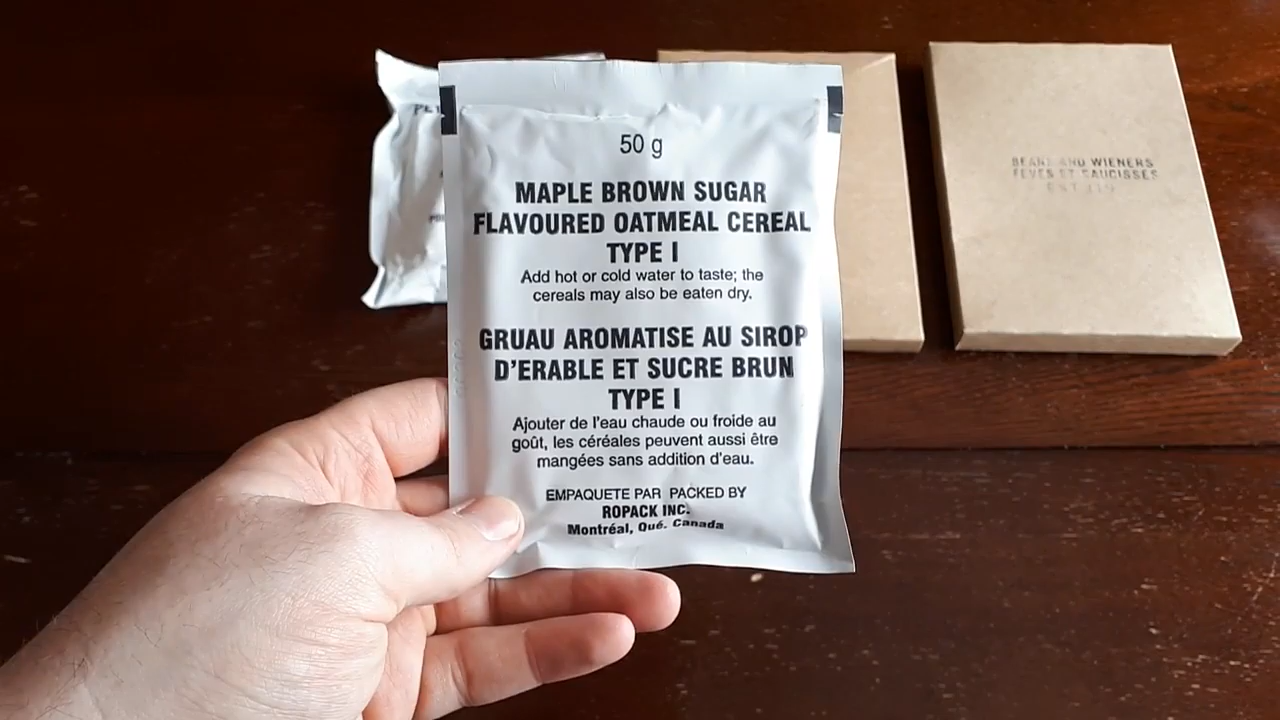 50 g
MAPLE BROWN SUGAR
FLAVOURED OATMEAL CEREAL
TYPE I
Add hot or cold water to taste; the
cereals may also be eaten dry.
GRUAU AROMATISE AU SIROP
D'ERABLE ET SUCRE BRUN
TYPE I
Ajouter de l'eau chaude ou froide au
goût, les céréales peuvent aussi être
mangées sans addition d'eau.
EMPAQUETE PAR PACKED BY
ROPACK INC.
Montréal, Qué. Canada
BEANS AND WIENERS
FEVES ET SAUCISSES